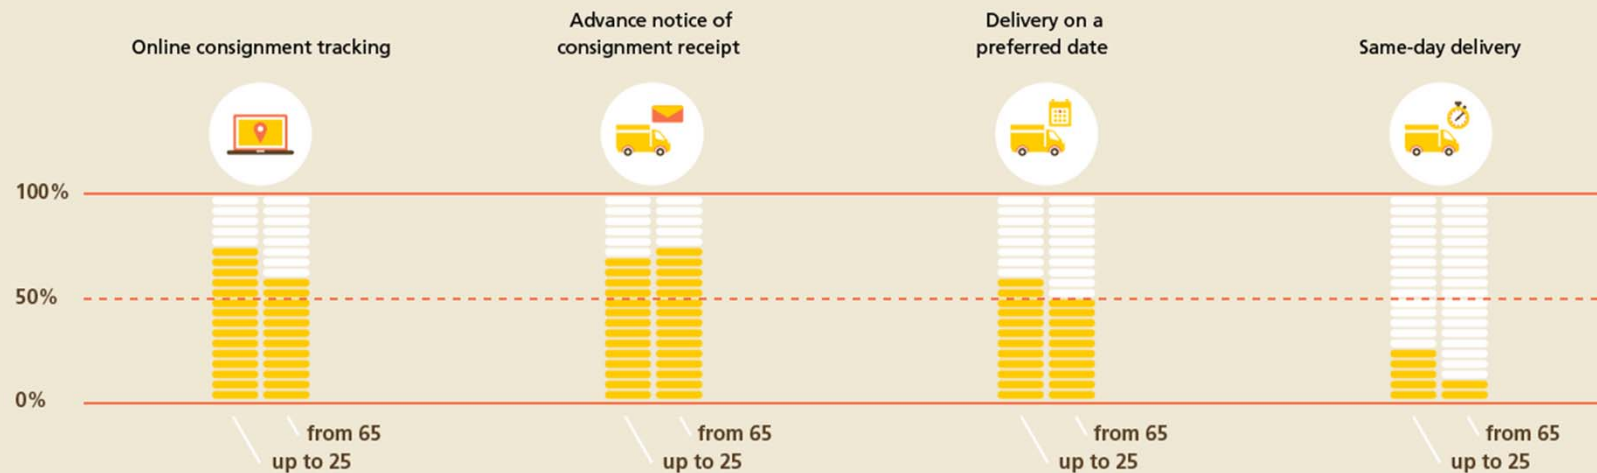 Online consignment tracking
Advance notice of
consignment receipt
Delivery on a
preferred date
Same-day delivery
100%
50%
0%
from 65
up to 25
from 65
up to 25
from 65
up to 25
from 65
up to 25